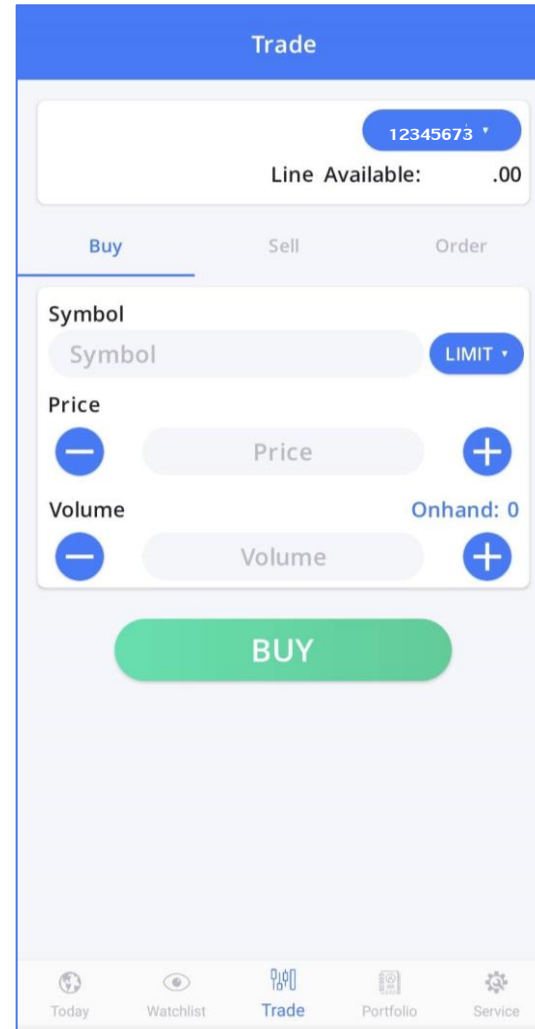 Trade
12345673
Line Available: .00
Buy Sell Order
Symbol
Symbol LIMIT
Price
Price
Volume Onhand: 0
Volume
BUY
Today Watchlist Trade Portfolio Service